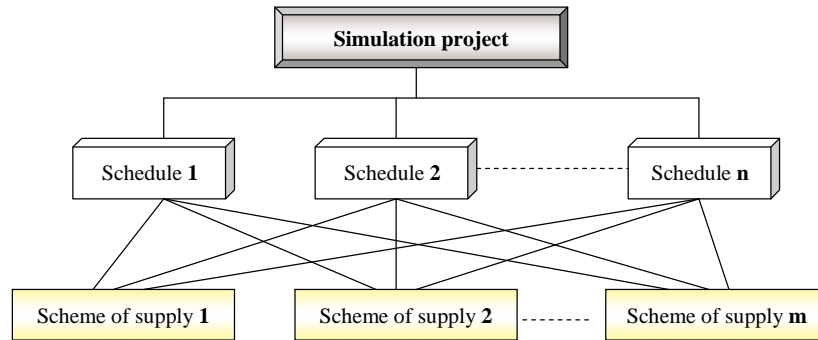 Simulation project
Schedule 1
Schedule 2
Schedule n
Scheme of supply 1
Scheme of supply 2
Scheme of supply m